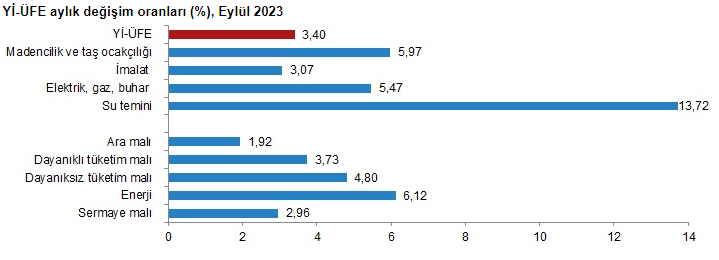 Yİ-ÜFE aylık değişim oranları (%), Eylül 2023
Yİ-ÜFE 3,40
Madencilik ve taş ocakçılığı 5,97
İmalat 3,07
Elektrik, gaz, buhar 5,47
Su temini 13,72
Ara malı 1,92
Dayanıklı tüketim malı 3,73
Dayanıksız tüketim malı 4,80
Enerji 6,12
Sermaye malı 2,96
0 2 4 6 8 10 12 14